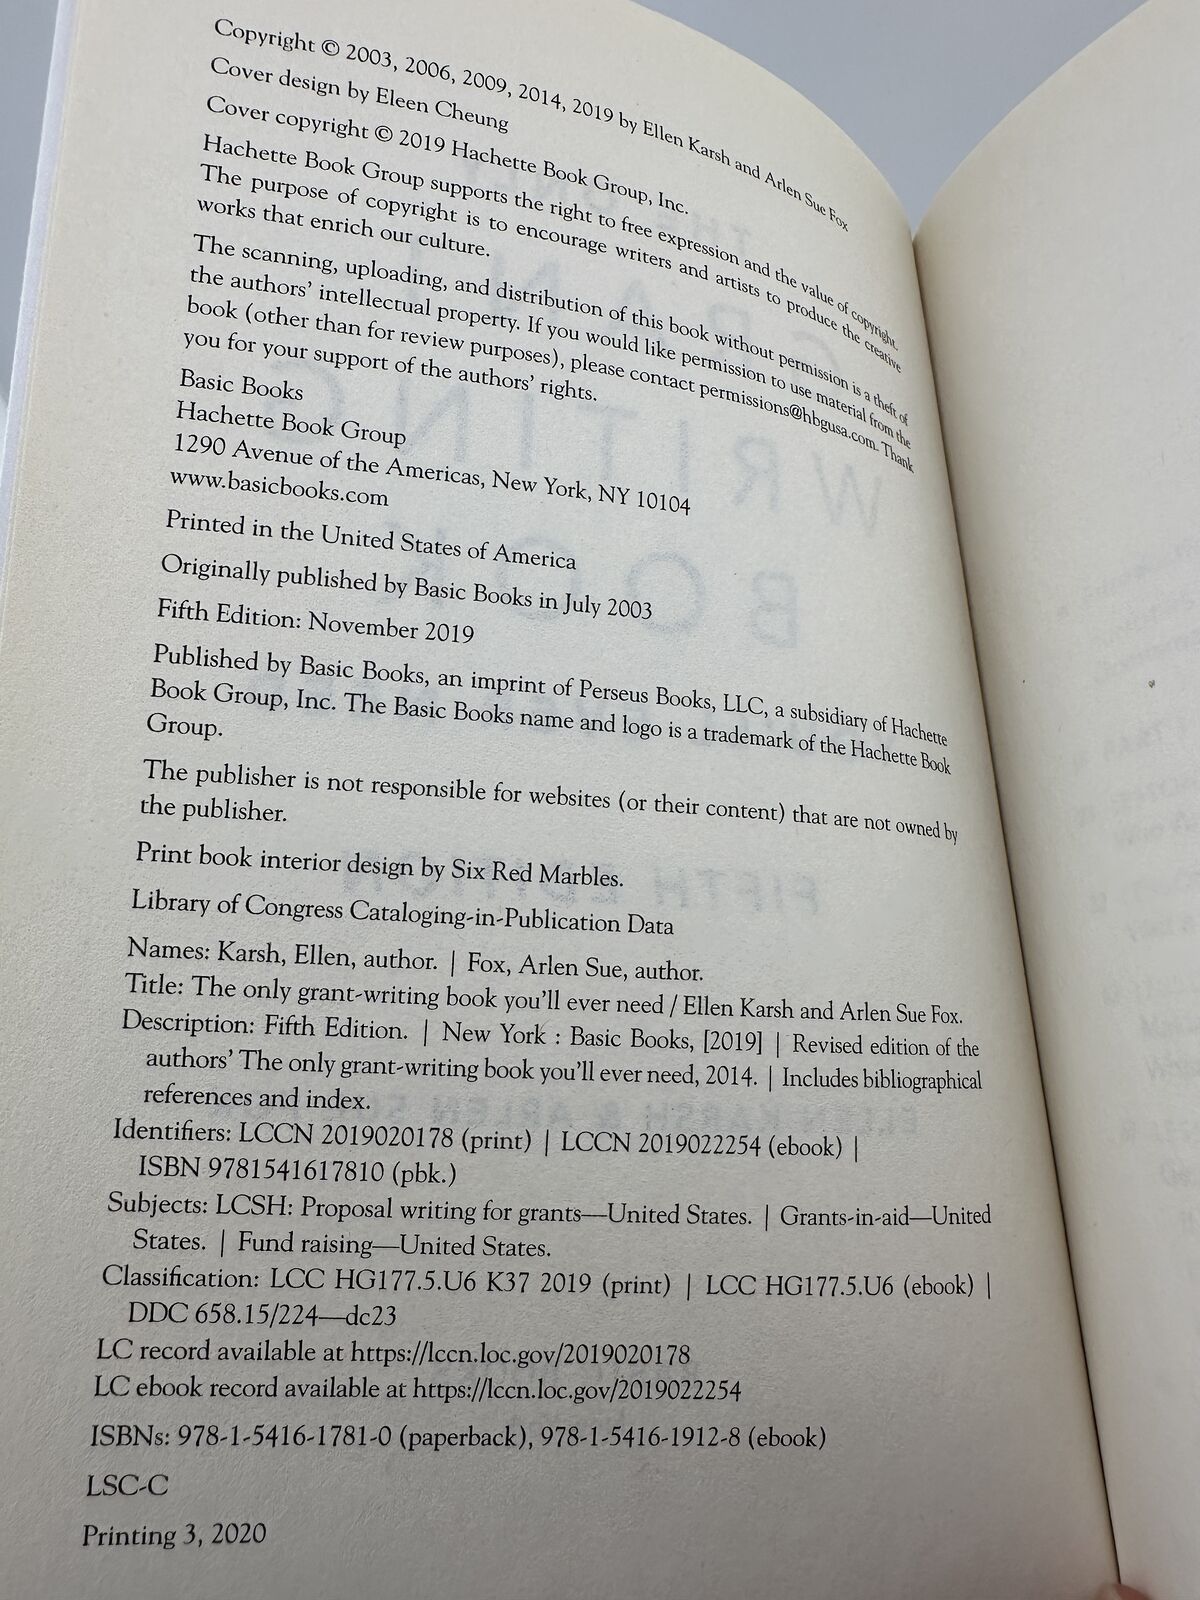 Copyright © 2003, 2006, 2009, 2014, 2019 by Ellen Karsh and Arlen Sue Fox
Cover design by Eleen Cheung
Cover copyright © 2019 Hachette Book Group, Inc.
Hachette Book Group supports the right to free expression and the value of copyright.
The purpose of copyright is to encourage writers and artists to produce the creative
works that enrich our culture.
The scanning, uploading, and distribution of this book without permission is a theft of
the authors' intellectual property. If you would like permission to use material from the
book (other than for review purposes), please contact permissions@hbgusa.com. Thank
you for your support of the authors' rights.
Basic Books
Hachette Book Group
1290 Avenue of the Americas, New York, NY 10104
www.basicbooks.com
Printed in the United States of America
Originally published by Basic Books in July 2003
Fifth Edition: November 2019
Published by Basic Books, an imprint of Perseus Books, LLC, a subsidiary of Hachette
Book Group, Inc. The Basic Books name and logo is a trademark of the Hachette Book
Group.
The publisher is not responsible for websites (or their content) that are not owned by
the publisher.
Print book interior design by Six Red Marbles.
Library of Congress Cataloging-in-Publication Data
Names: Karsh, Ellen, author. | Fox, Arlen Sue, author.
Title: The only grant-writing book you'll ever need / Ellen Karsh and Arlen Sue Fox.
Description: Fifth Edition. | New York : Basic Books, [2019] | Revised edition of the
authors' The only grant-writing book you'll ever need, 2014. | Includes bibliographical
references and index.
Identifiers: LCCN 2019020178 (print) | LCCN 2019022254 (ebook) |
ISBN 9781541617810 (pbk.)
Subjects: LCSH: Proposal writing for grants—United States. | Grants-in-aid—United
States. | Fund raising—United States.
Classification: LCC HG177.5.U6 K37 2019 (print) | LCC HG177.5.U6 (ebook) |
DDC 658.15/224—dc23
LC record available at https://lccn.loc.gov/2019020178
LC ebook record available at https://lccn.loc.gov/2019022254
ISBNs: 978-1-5416-1781-0 (paperback), 978-1-5416-1912-8 (ebook)
LSC-C
Printing 3, 2020